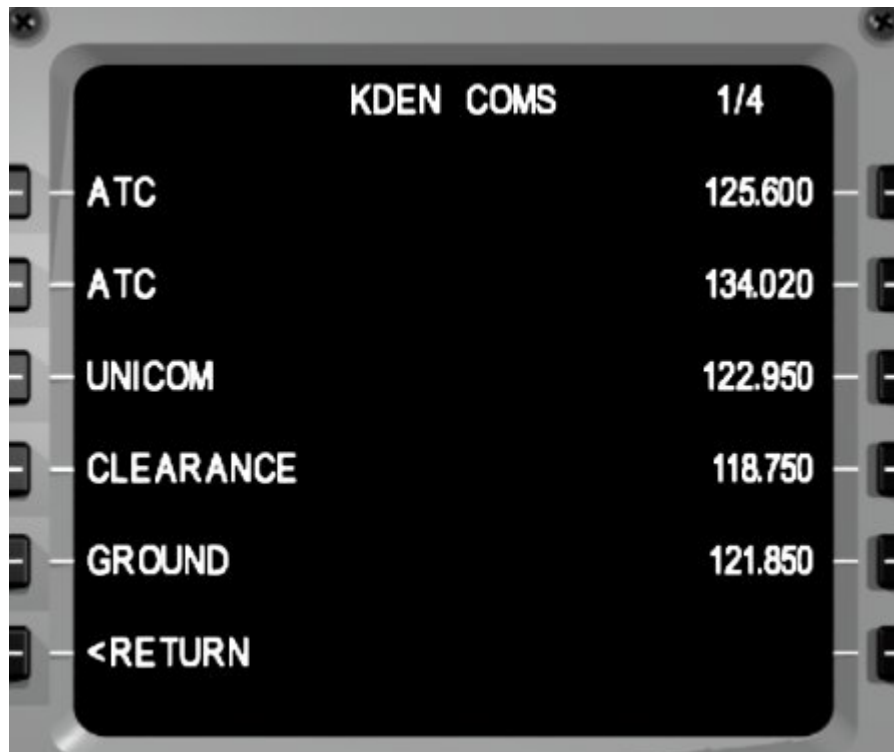 KDEN COMS 1/4
ATC 125.600
ATC 134.020
UNICOM 122.950
CLEARANCE 118.750
GROUND 121.850
<RETURN